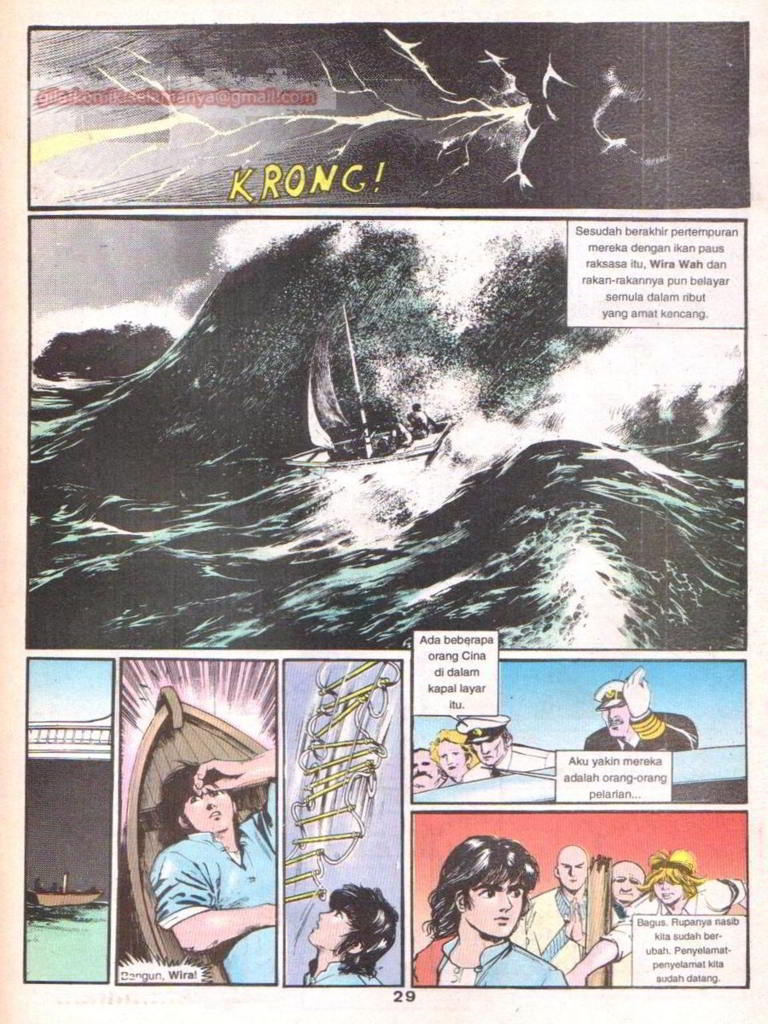 gilakomikselamanya@gmail.com
KRONG!
Sesudah berakhir pertempuran
mereka dengan ikan paus
raksasa itu, Wira Wah dan
rakan-rakannya pun belayar
semula dalam ribut
yang amat kencang.
Bangun, Wira!
Ada beberapa
orang Cina
di dalam
kapal layar
itu.
Aku yakin mereka
adalah orang-orang
pelarian...
Bagus. Rupanya nasib
kita sudah ber-
ubah. Penyelamat-
penyelamat kita
sudah datang.
29